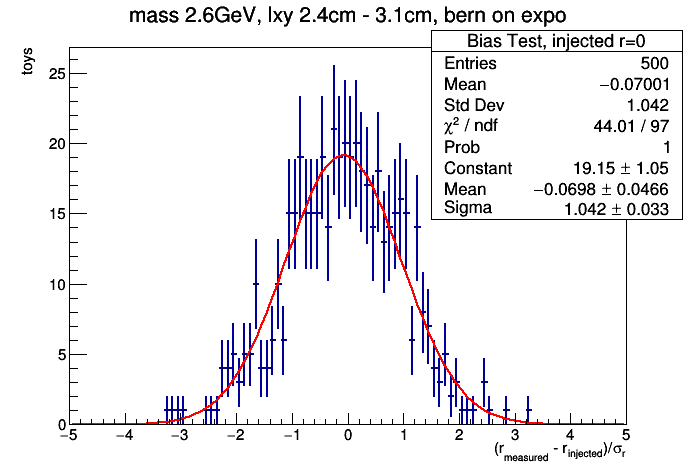 mass 2.6GeV, lxy 2.4cm - 3.1cm, bern on expo
toys
Bias Test, injected r=0
Entries 500
Mean −0.07001
Std Dev 1.042
χ² / ndf 44.01 / 97
Prob 1
Constant 19.15 ± 1.05
Mean −0.0698 ± 0.0466
Sigma 1.042 ± 0.033
25
20
15
10
5
0
−5 −4 −3 −2 −1 0 1 2 3 4 5
(r_measured - r_injected)/σ_r